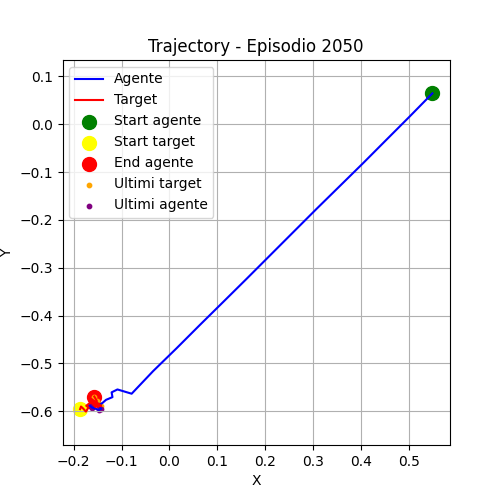 Trajectory - Episodio 2050
Agente
Target
Start agente
Start target
End agente
Ultimi target
Ultimi agente
Y
0.1
0.0
−0.1
−0.2
−0.3
−0.4
−0.5
−0.6
−0.2
−0.1
0.0
0.1
0.2
0.3
0.4
0.5
X